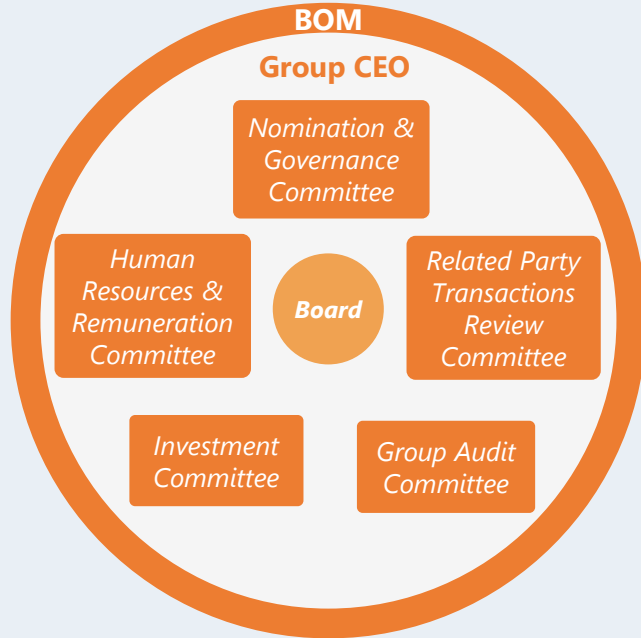 BOM
Group CEO
Nomination &
Governance
Committee
Human
Resources &
Remuneration
Committee
Board
Related Party
Transactions
Review
Committee
Investment
Committee
Group Audit
Committee